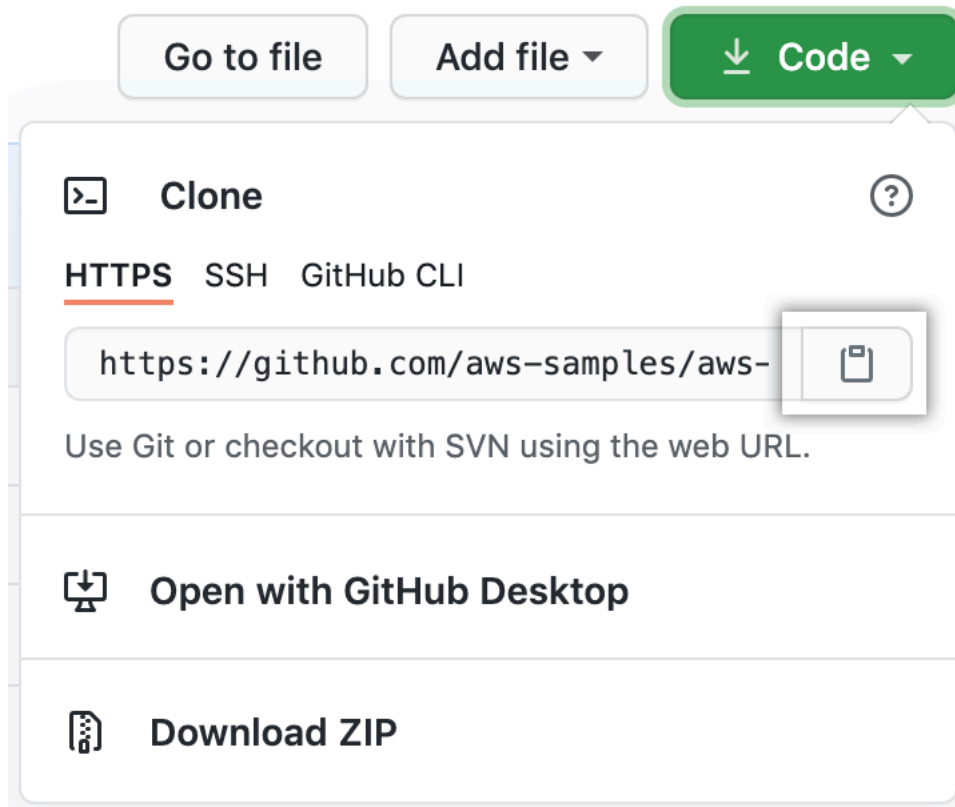 Go to file Add file Code
Clone
HTTPS SSH GitHub CLI
https://github.com/aws-samples/aws-
Use Git or checkout with SVN using the web URL.
Open with GitHub Desktop
Download ZIP